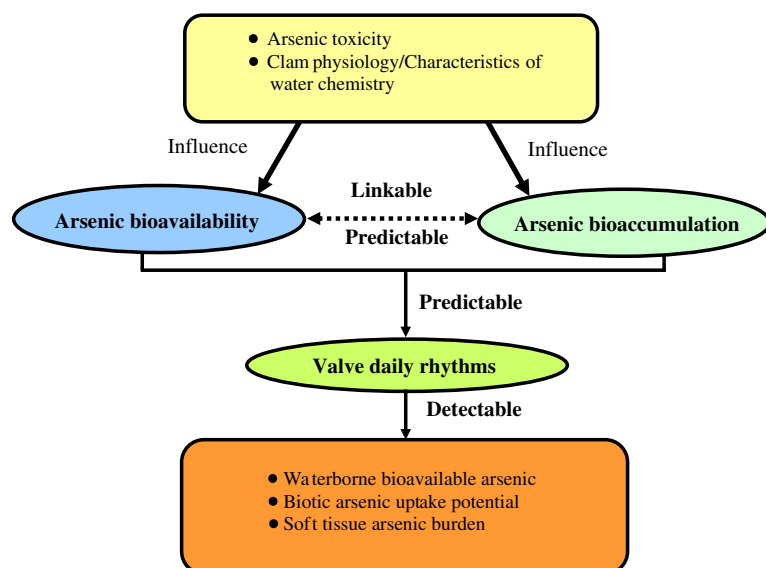 ● Arsenic toxicity
● Clam physiology/Characteristics of
water chemistry
Influence
Influence
Linkable
Arsenic bioavailability
Arsenic bioaccumulation
Predictable
Predictable
Valve daily rhythms
Detectable
● Waterborne bioavailable arsenic
● Biotic arsenic uptake potential
● Soft tissue arsenic burden